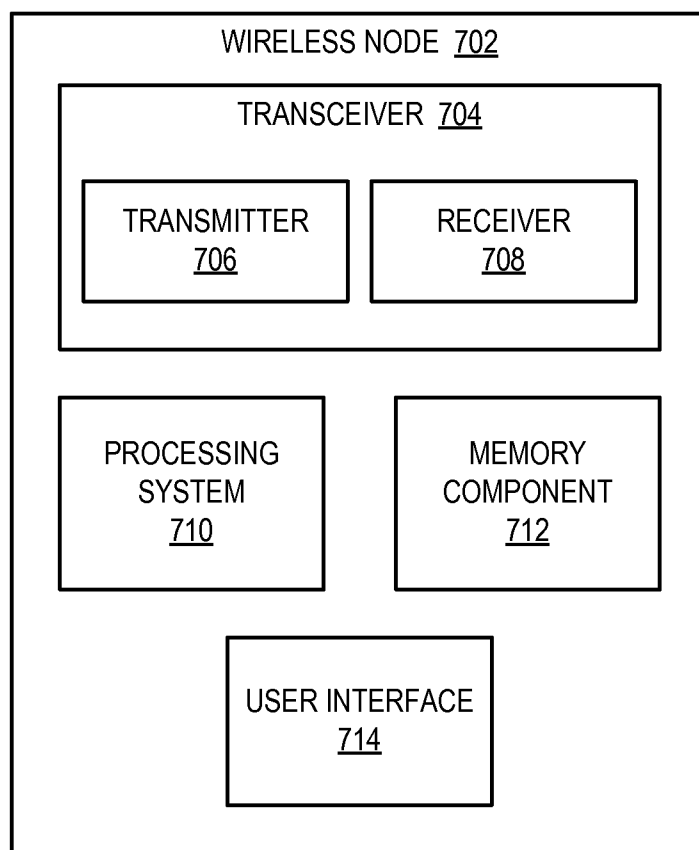 WIRELESS NODE 702
TRANSCEIVER 704
TRANSMITTER
706
RECEIVER
708
PROCESSING
SYSTEM
710
MEMORY
COMPONENT
712
USER INTERFACE
714